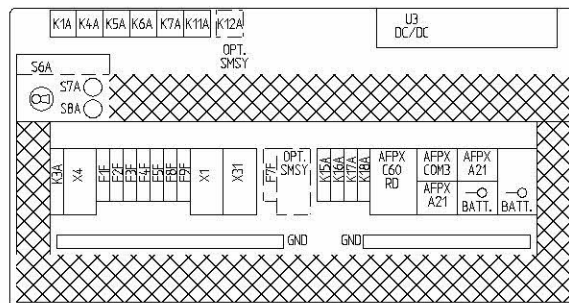 K1A K4A K5A K6A K7A K11A K12A
U3
DC/DC
OPT.
SMSY
S6A
S7A
S8A
K3A X4 F1F F2F F3F F4F F5F F8F F9F X1 X31 F7F
OPT.
SMSY
K15A K16A K17A K18A
AFPX
C60
RD
AFPX
COM3
AFPX
A21
AFPX
A21
BATT.
BATT.
GND
GND